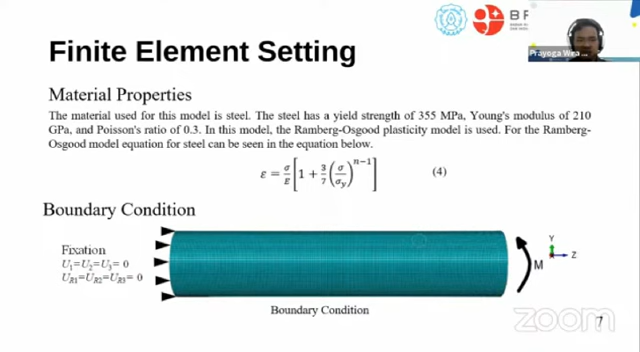 BR
Prayoga Wea ...
Finite Element Setting
Material Properties
The material used for this model is steel. The steel has a yield strength of 355 MPa, Young's modulus of 210
GPa, and Poisson's ratio of 0.3. In this model, the Ramberg-Osgood plasticity model is used. For the Ramberg-
Osgood model equation for steel can be seen in the equation below.
ε = σ/E [1 + 3/7 (σ/σy)^(n−1)] (4)
Boundary Condition
Fixation
U1=U2=U3= 0
UR1=UR2=UR3= 0
Y
Z
M
Boundary Condition
zoom
7